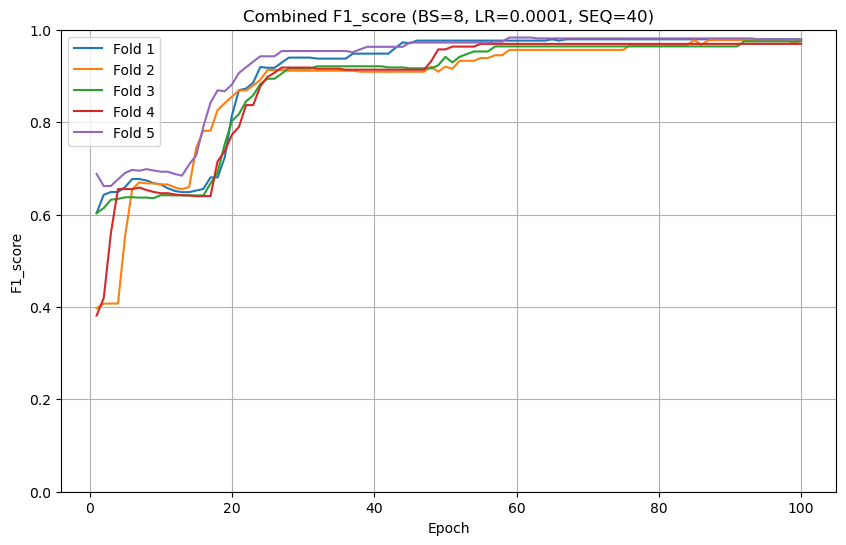 Combined F1_score (BS=8, LR=0.0001, SEQ=40)
Fold 1
Fold 2
Fold 3
Fold 4
Fold 5
F1_score
1.0
0.8
0.6
0.4
0.2
0.0
0
20
40
60
80
100
Epoch